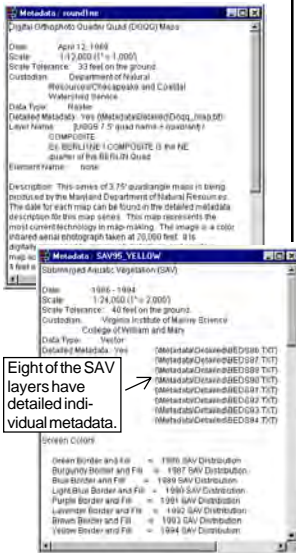 Metadata : roundline
Digital Orthophoto Quarter Quad (DOQQ) Maps
Date: April 12, 1989
Scale: 1:12,000 (1" = 1,000')
Scale Tolerance: 33 feet on the ground.
Custodian: Department of Natural
Resources/Chesapeake and Coastal
Watershed Service
Data Type: Raster
Detailed Metadata: Yes
Layer Name: [USGS 7.5' quad name + quadrant] /
COMPOSITE
Ex. BERLI1NE \ COMPOSITE is the NE
quarter of the BERLIN Quad
Element Name: none
Description: This series of 3.75' quadrangle maps is being
produced by the Maryland Department of Natural Resources.
The date for each map can be found in the detailed metadata
description for this map series. This map represents the
most current technology in map-making. The image is a color
infrared aerial photograph taken at 20,000 feet. It is
digitally
Metadata : SAV95_YELLOW
Submerged Aquatic Vegetation (SAV)
Date: 1986 - 1994
Scale: 1:24,000 (1" = 2,000')
Scale Tolerance: 40 feet on the ground.
Custodian: Virginia Institute of Marine Science
College of William and Mary
Data Type: Vector
Detailed Metadata: Yes (\Metadata\Detailed\BEDS86.TXT)
(\Metadata\Detailed\BEDS87.TXT)
(\Metadata\Detailed\BEDS89.TXT)
(\Metadata\Detailed\BEDS90.TXT)
(\Metadata\Detailed\BEDS91.TXT)
(\Metadata\Detailed\BEDS92.TXT)
(\Metadata\Detailed\BEDS93.TXT)
(\Metadata\Detailed\BEDS94.TXT)
Eight of the SAV
layers have
detailed indi-
vidual metadata.
Screen Colors
Green Border and Fill = 1986 SAV Distribution
Burgundy Border and Fill = 1987 SAV Distribution
Blue Border and Fill = 1989 SAV Distribution
Light Blue Border and Fill = 1990 SAV Distribution
Purple Border and Fill = 1991 SAV Distribution
Lavender Border and Fill = 1992 SAV Distribution
Brown Border and Fill = 1993 SAV Distribution
Yellow Border and Fill = 1994 SAV Distribution